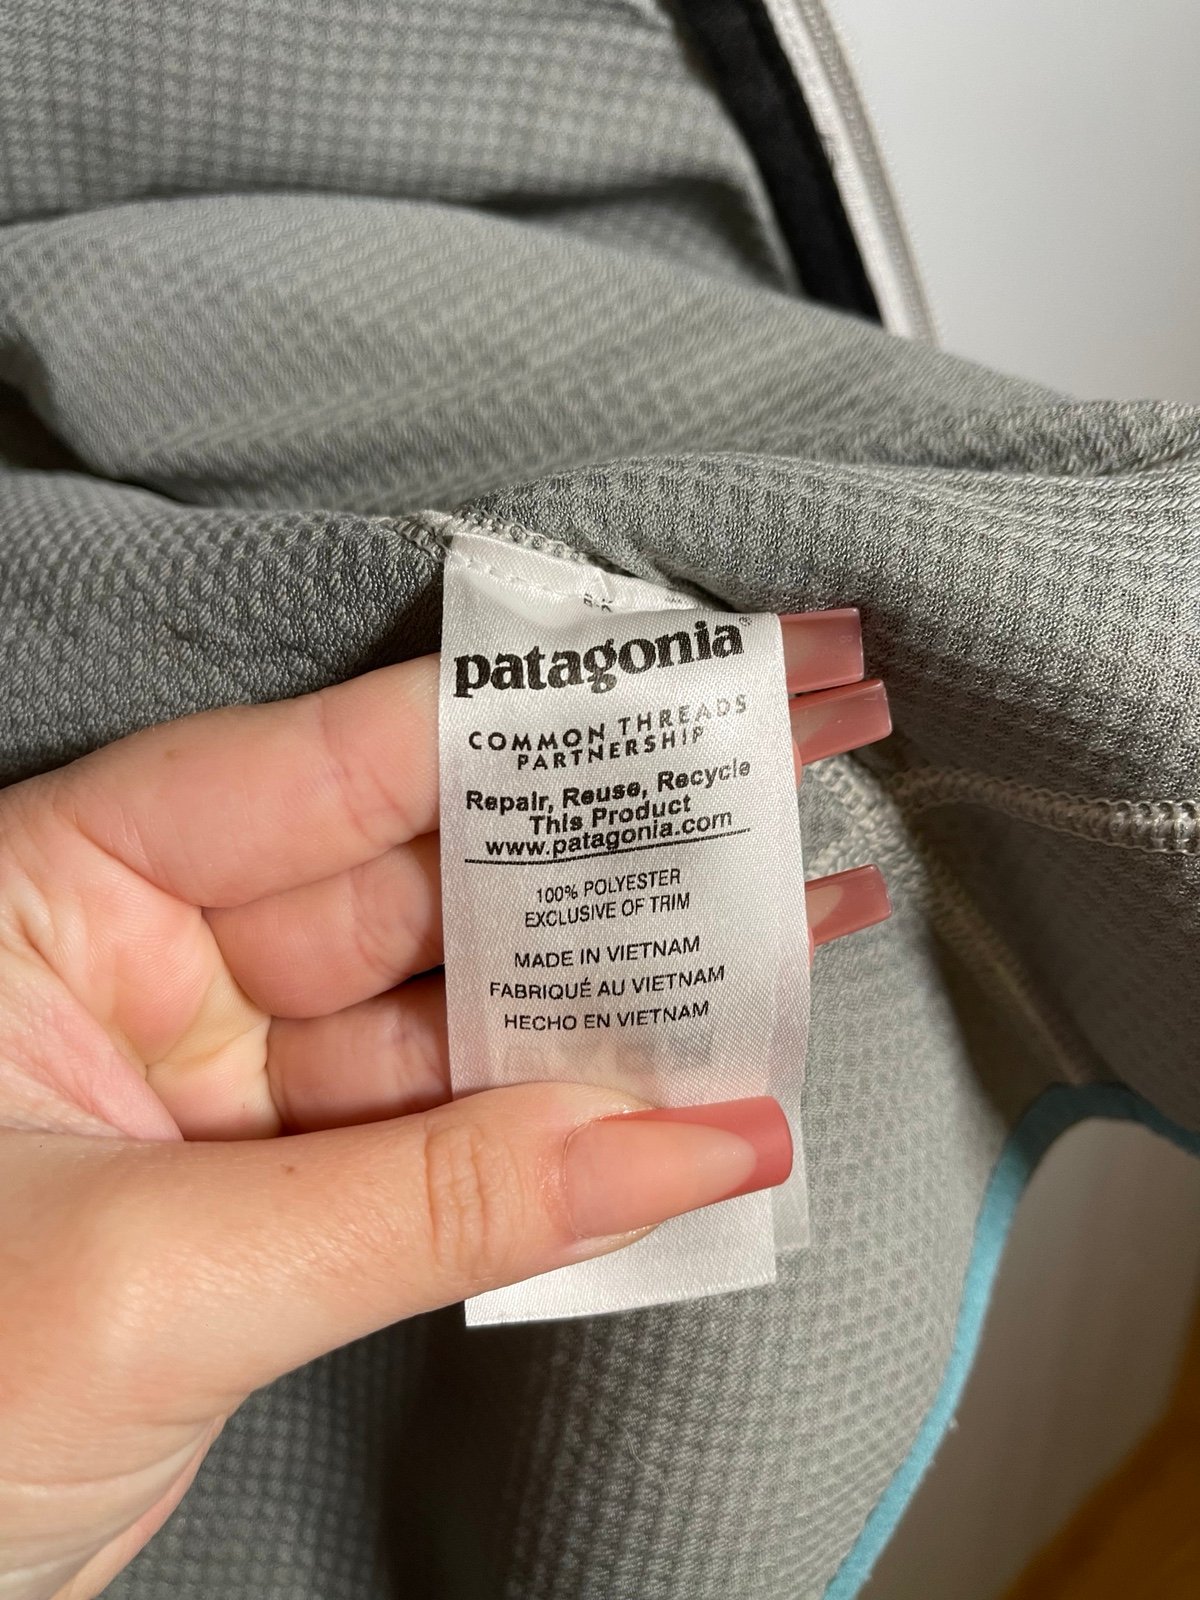 patagonia®
COMMON THREADS
PARTNERSHIP
Repair, Reuse, Recycle
This Product
www.patagonia.com
100% POLYESTER
EXCLUSIVE OF TRIM
MADE IN VIETNAM
FABRIQUÉ AU VIETNAM
HECHO EN VIETNAM